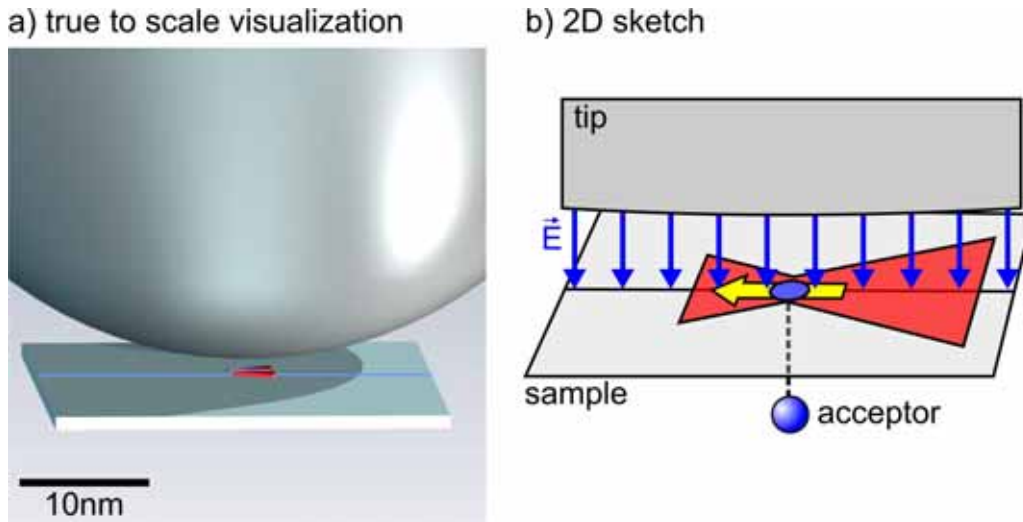 a) true to scale visualization
10nm
b) 2D sketch
tip
E
sample
acceptor